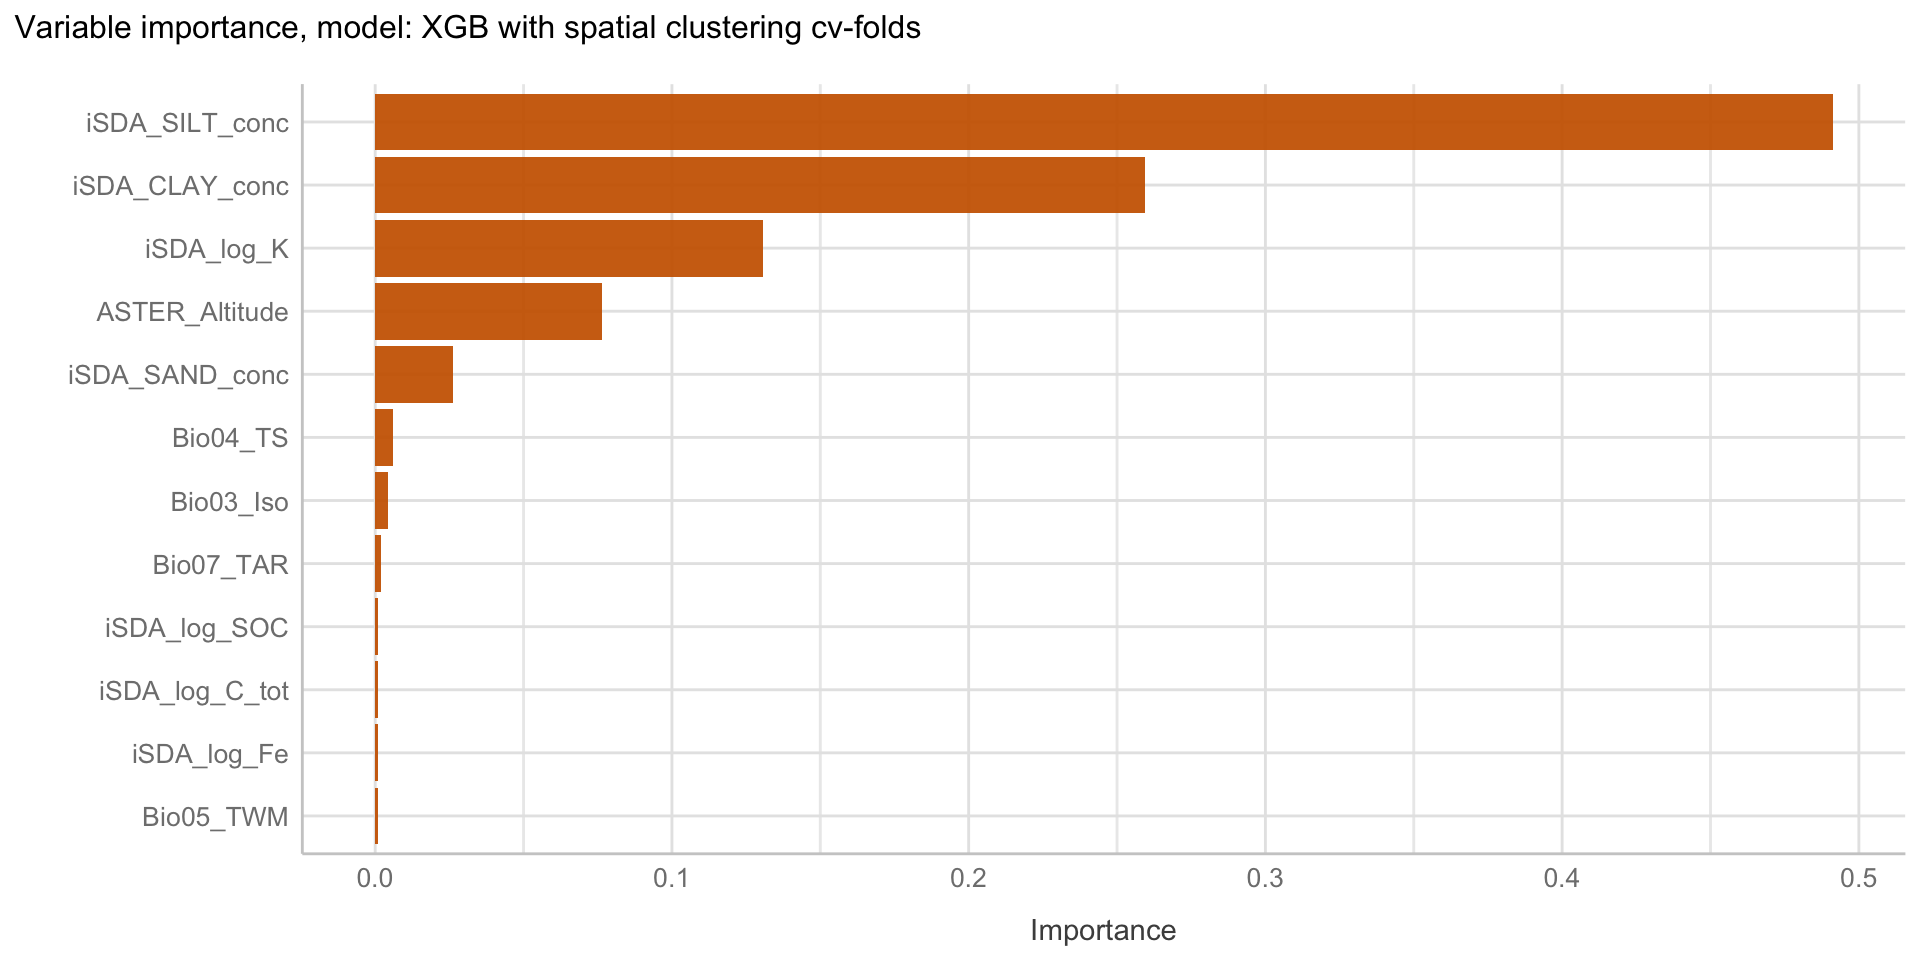 Variable importance, model: XGB with spatial clustering cv-folds
iSDA_SILT_conc
iSDA_CLAY_conc
iSDA_log_K
ASTER_Altitude
iSDA_SAND_conc
Bio04_TS
Bio03_Iso
Bio07_TAR
iSDA_log_SOC
iSDA_log_C_tot
iSDA_log_Fe
Bio05_TWM
0.0 0.1 0.2 0.3 0.4 0.5
Importance